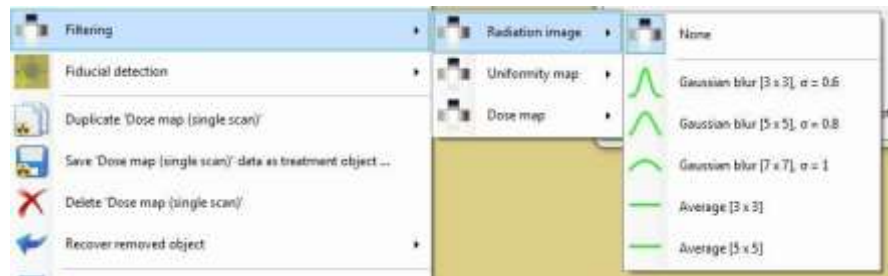 Filtering
Fiducial detection
Duplicate 'Dose map (single scan)'
Save 'Dose map (single scan)' data as treatment object ...
Delete 'Dose map (single scan)'
Recover removed object
Radiation image
Uniformity map
Dose map
None
Gaussian blur [3 x 3], σ = 0.6
Gaussian blur [5 x 5], σ = 0.8
Gaussian blur [7 x 7], σ = 1
Average [3 x 3]
Average [5 x 5]